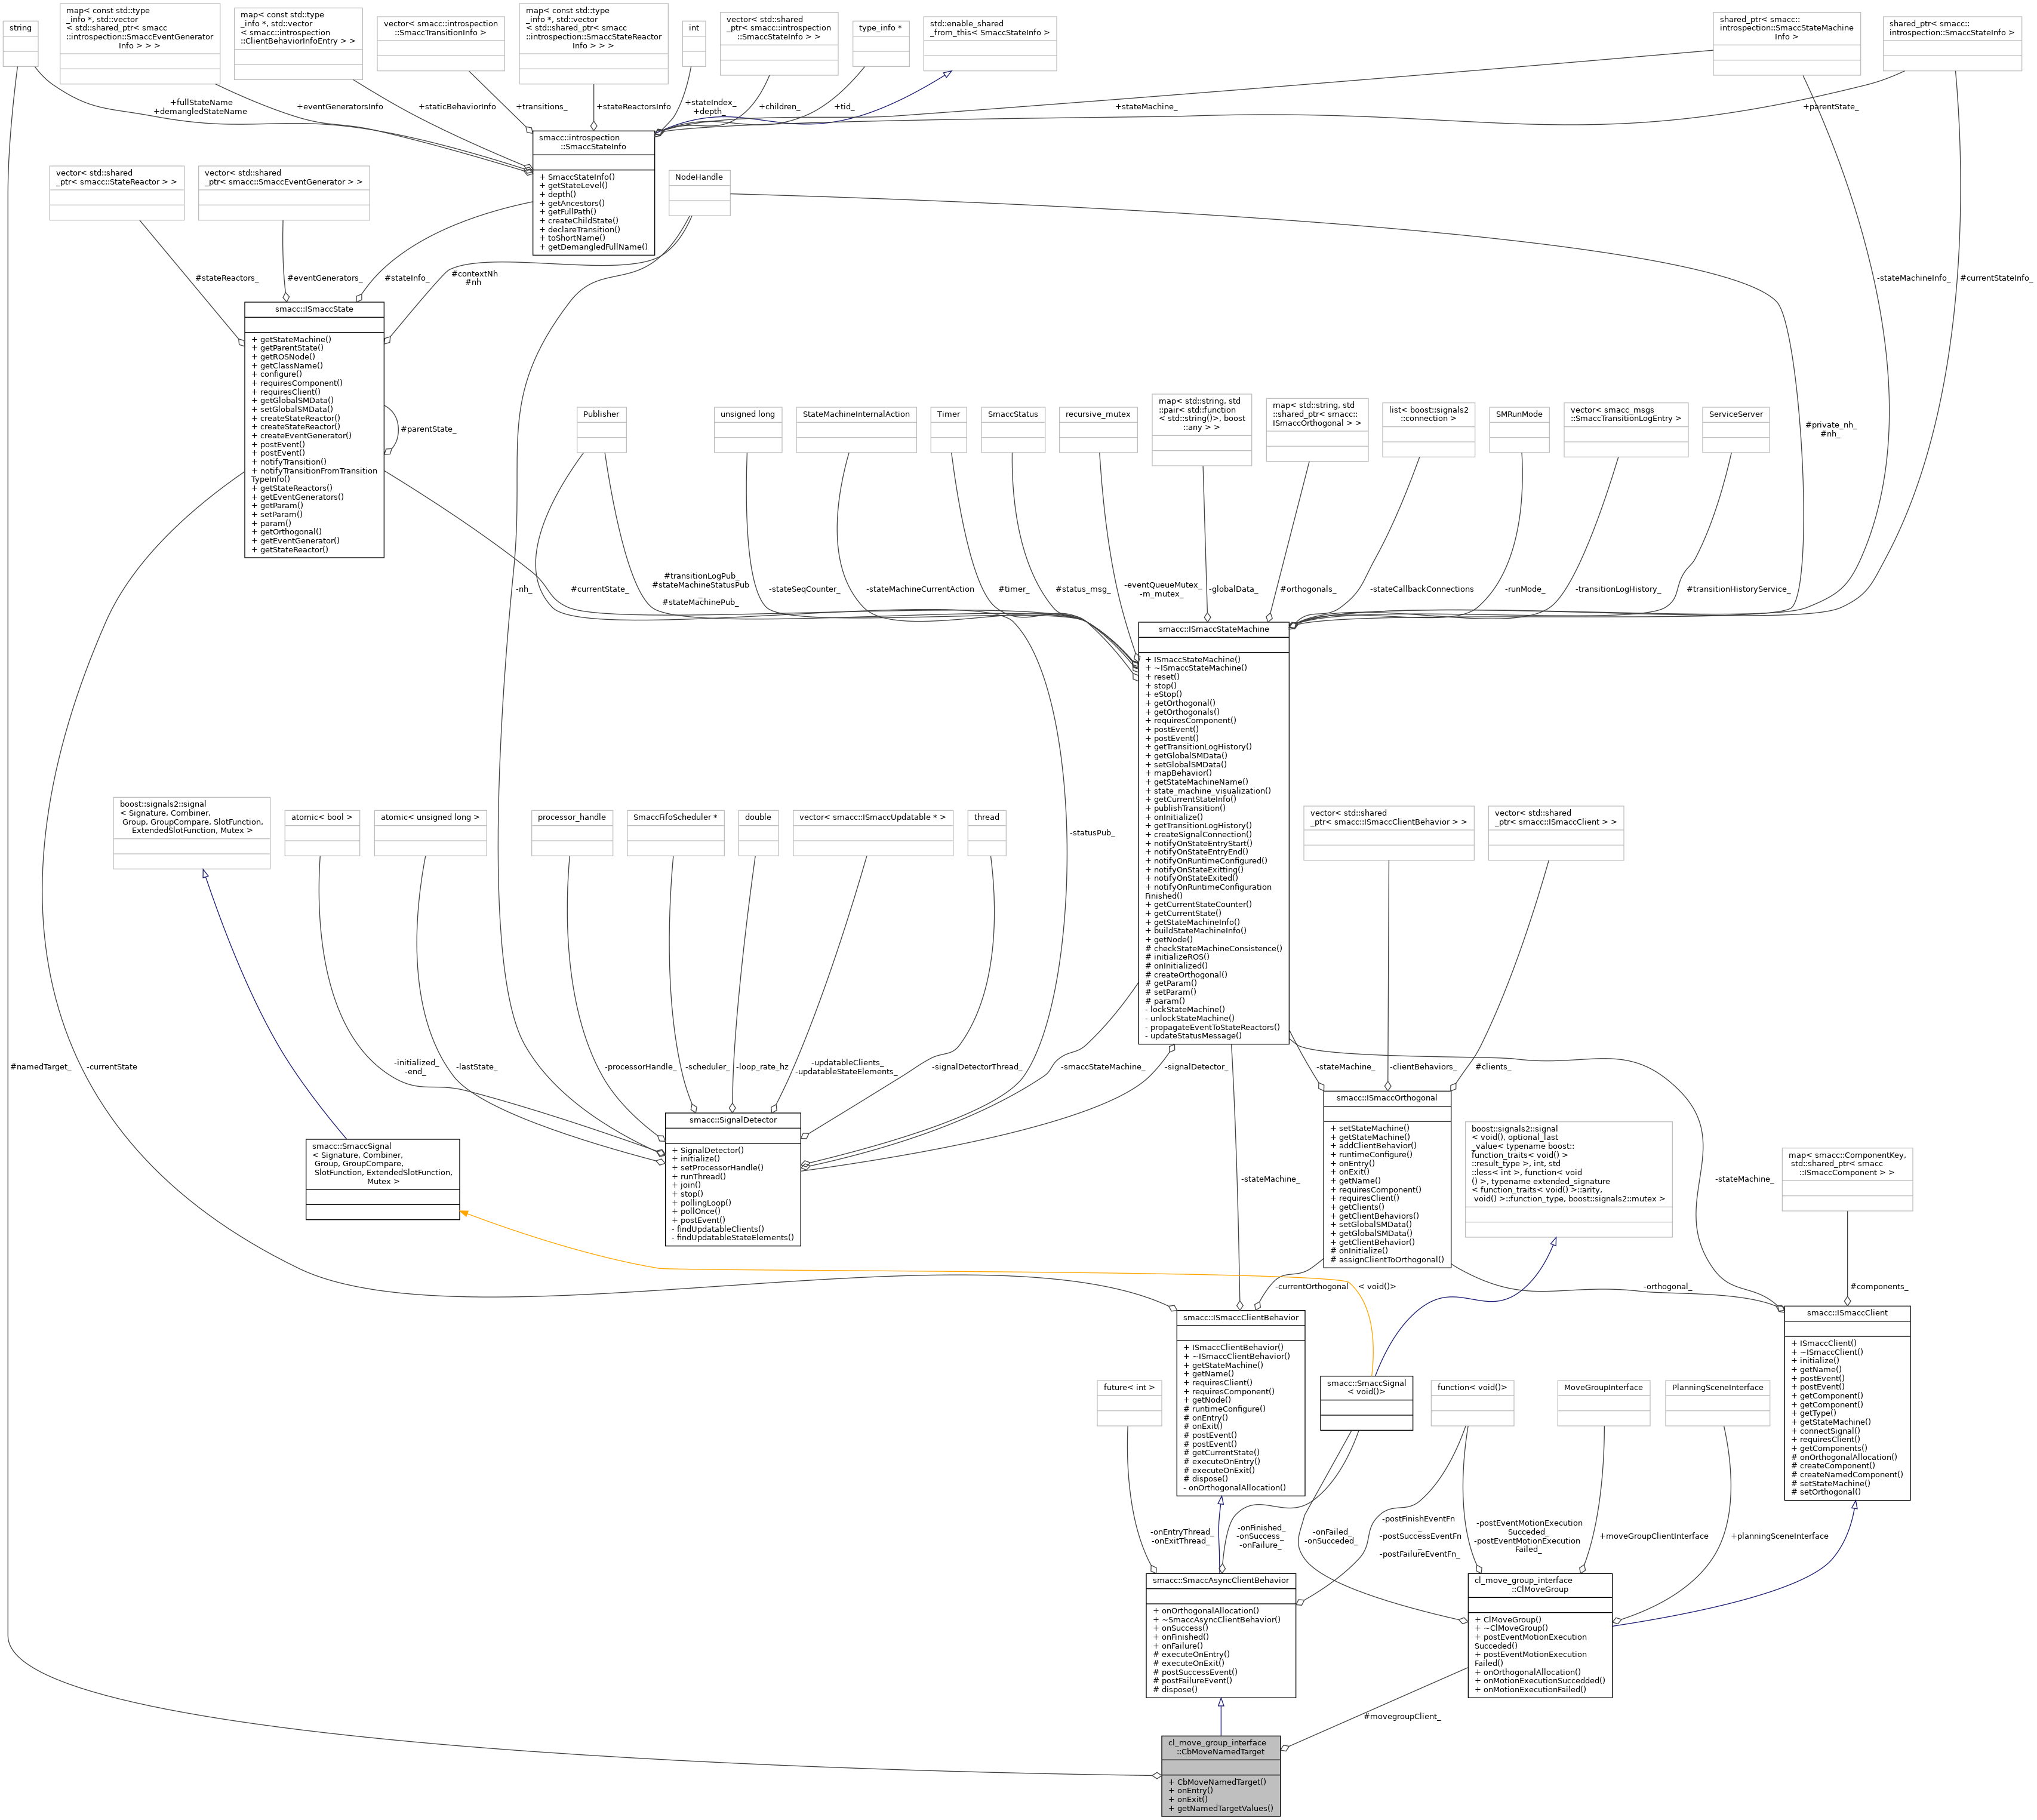 string
map< const std::type
_info *, std::vector
< std::shared_ptr< smacc
::introspection::SmaccEventGenerator
Info > > >
map< const std::type
_info *, std::vector
< smacc::introspection
::ClientBehaviorInfoEntry > >
vector< smacc::introspection
::SmaccTransitionInfo >
map< const std::type
_info *, std::vector
< std::shared_ptr< smacc
::introspection::SmaccStateReactor
Info > > >
int
vector< std::shared
_ptr< smacc::introspection
::SmaccStateInfo > >
type_info *
std::enable_shared
_from_this< SmaccStateInfo >
shared_ptr< smacc::
introspection::SmaccStateMachine
Info >
shared_ptr< smacc::
introspection::SmaccStateInfo >
+fullStateName
+demangledStateName
+eventGeneratorsInfo
+staticBehaviorInfo
+transitions_
+stateReactorsInfo
+stateIndex_
+depth_
+children_
+tid_
+stateMachine_
+parentState_
smacc::introspection
::SmaccStateInfo
+ SmaccStateInfo()
+ getStateLevel()
+ depth()
+ getAncestors()
+ getFullPath()
+ createChildState()
+ declareTransition()
+ toShortName()
+ getDemangledFullName()
vector< std::shared
_ptr< smacc::StateReactor > >
vector< std::shared
_ptr< smacc::SmaccEventGenerator > >
NodeHandle
#stateReactors_
#eventGenerators_
#stateInfo_
#contextNh
#nh
-stateMachineInfo_
#currentStateInfo_
smacc::ISmaccState
+ getStateMachine()
+ getParentState()
+ getROSNode()
+ getClassName()
+ configure()
+ requiresComponent()
+ requiresClient()
+ getGlobalSMData()
+ setGlobalSMData()
+ createStateReactor()
+ createStateReactor()
+ createEventGenerator()
+ postEvent()
+ postEvent()
+ notifyTransition()
+ notifyTransitionFromTransition
TypeInfo()
+ getStateReactors()
+ getEventGenerators()
+ getParam()
+ setParam()
+ param()
+ getOrthogonal()
+ getEventGenerator()
+ getStateReactor()
#parentState_
Publisher
unsigned long
StateMachineInternalAction
Timer
SmaccStatus
recursive_mutex
map< std::string, std
::pair< std::function
< std::string()>, boost
::any > >
map< std::string, std
::shared_ptr< smacc::
ISmaccOrthogonal > >
list< boost::signals2
::connection >
SMRunMode
vector< smacc_msgs
::SmaccTransitionLogEntry >
ServiceServer
#private_nh_
#nh_
-nh_
#currentState_
#transitionLogPub_
#stateMachineStatusPub
_
#stateMachinePub_
-stateSeqCounter_
-stateMachineCurrentAction
#timer_
#status_msg_
-eventQueueMutex_
-m_mutex_
-globalData_
#orthogonals_
-stateCallbackConnections
-runMode_
-transitionLogHistory_
#transitionHistoryService_
smacc::ISmaccStateMachine
+ ISmaccStateMachine()
+ ~ISmaccStateMachine()
+ reset()
+ stop()
+ eStop()
+ getOrthogonal()
+ getOrthogonals()
+ requiresComponent()
+ postEvent()
+ postEvent()
+ getTransitionLogHistory()
+ getGlobalSMData()
+ setGlobalSMData()
+ mapBehavior()
+ getStateMachineName()
+ state_machine_visualization()
+ getCurrentStateInfo()
+ publishTransition()
+ onInitialize()
+ getTransitionLogHistory()
+ createSignalConnection()
+ notifyOnStateEntryStart()
+ notifyOnStateEntryEnd()
+ notifyOnRuntimeConfigured()
+ notifyOnStateExitting()
+ notifyOnStateExited()
+ notifyOnRuntimeConfiguration
Finished()
+ getCurrentStateCounter()
+ getCurrentState()
+ getStateMachineInfo()
+ buildStateMachineInfo()
+ getNode()
# checkStateMachineConsistence()
# initializeROS()
# onInitialized()
# createOrthogonal()
# getParam()
# setParam()
# param()
- lockStateMachine()
- unlockStateMachine()
- propagateEventToStateReactors()
- updateStatusMessage()
boost::signals2::signal
< Signature, Combiner,
Group, GroupCompare, SlotFunction,
ExtendedSlotFunction, Mutex >
atomic< bool >
atomic< unsigned long >
processor_handle
SmaccFifoScheduler *
double
vector< smacc::ISmaccUpdatable * >
thread
-statusPub_
vector< std::shared
_ptr< smacc::ISmaccClientBehavior > >
vector< std::shared
_ptr< smacc::ISmaccClient > >
#namedTarget_
-currentState
-initialized_
-end_
-lastState_
-processorHandle_
-scheduler_
-loop_rate_hz
-updatableClients_
-updatableStateElements_
-signalDetectorThread_
-smaccStateMachine_
-signalDetector_
-stateMachine_
-clientBehaviors_
#clients_
smacc::SmaccSignal
< Signature, Combiner,
Group, GroupCompare,
SlotFunction, ExtendedSlotFunction,
Mutex >
smacc::SignalDetector
+ SignalDetector()
+ initialize()
+ setProcessorHandle()
+ runThread()
+ join()
+ stop()
+ pollingLoop()
+ pollOnce()
+ postEvent()
- findUpdatableClients()
- findUpdatableStateElements()
smacc::ISmaccOrthogonal
+ setStateMachine()
+ getStateMachine()
+ addClientBehavior()
+ runtimeConfigure()
+ onEntry()
+ onExit()
+ getName()
+ requiresComponent()
+ requiresClient()
+ getClients()
+ getClientBehaviors()
+ setGlobalSMData()
+ getGlobalSMData()
+ getClientBehavior()
# onInitialize()
# assignClientToOrthogonal()
boost::signals2::signal
< void(), optional_last
_value< typename boost::
function_traits< void() >
::result_type >, int, std
::less< int >, function< void
() >, typename extended_signature
< function_traits< void() >::arity,
void() >::function_type, boost::signals2::mutex >
map< smacc::ComponentKey,
std::shared_ptr< smacc
::ISmaccComponent > >
-stateMachine_
-stateMachine_
-currentOrthogonal
< void()>
-orthogonal_
#components_
smacc::ISmaccClientBehavior
+ ISmaccClientBehavior()
+ ~ISmaccClientBehavior()
+ getStateMachine()
+ getName()
+ requiresClient()
+ requiresComponent()
+ getNode()
# runtimeConfigure()
# onEntry()
# onExit()
# postEvent()
# postEvent()
# getCurrentState()
# executeOnEntry()
# executeOnExit()
# dispose()
- onOrthogonalAllocation()
smacc::ISmaccClient
+ ISmaccClient()
+ ~ISmaccClient()
+ initialize()
+ getName()
+ postEvent()
+ postEvent()
+ getComponent()
+ getComponent()
+ getType()
+ getStateMachine()
+ connectSignal()
+ requiresClient()
+ getComponents()
# onOrthogonalAllocation()
# createComponent()
# createNamedComponent()
# setStateMachine()
# setOrthogonal()
future< int >
smacc::SmaccSignal
< void()>
function< void()>
MoveGroupInterface
PlanningSceneInterface
-onEntryThread_
-onExitThread_
-onFinished_
-onSuccess_
-onFailure_
-onFailed_
-onSucceded_
-postFinishEventFn
_
-postSuccessEventFn
_
-postFailureEventFn_
-postEventMotionExecution
Succeded_
-postEventMotionExecution
Failed_
+moveGroupClientInterface
+planningSceneInterface
smacc::SmaccAsyncClientBehavior
+ onOrthogonalAllocation()
+ ~SmaccAsyncClientBehavior()
+ onSuccess()
+ onFinished()
+ onFailure()
# executeOnEntry()
# executeOnExit()
# postSuccessEvent()
# postFailureEvent()
# dispose()
cl_move_group_interface
::ClMoveGroup
+ ClMoveGroup()
+ ~ClMoveGroup()
+ postEventMotionExecution
Succeded()
+ postEventMotionExecution
Failed()
+ onOrthogonalAllocation()
+ onMotionExecutionSuccedded()
+ onMotionExecutionFailed()
#movegroupClient_
cl_move_group_interface
::CbMoveNamedTarget
+ CbMoveNamedTarget()
+ onEntry()
+ onExit()
+ getNamedTargetValues()